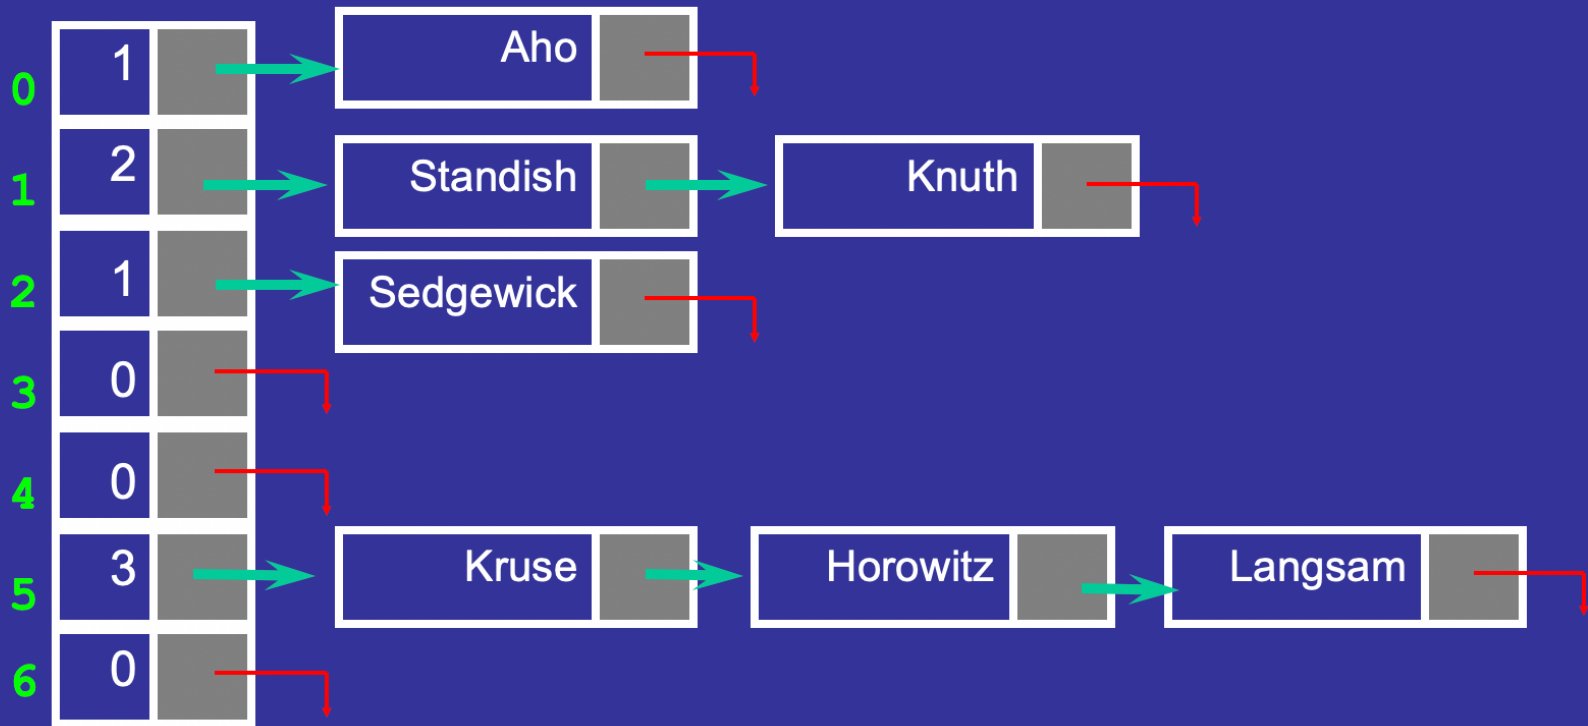 0 1 Aho
1 2 Standish Knuth
2 1 Sedgewick
3 0
4 0
5 3 Kruse Horowitz Langsam
6 0